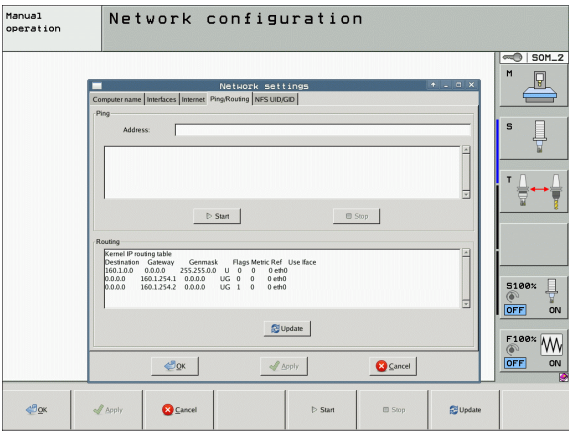 Manual
operation
Network configuration
SOM_2
Network settings
Computer name Interfaces Internet Ping/Routing NFS UID/GID
Ping
Address:
Start Stop
Routing
Kernel IP routing table
Destination Gateway Genmask Flags Metric Ref Use Iface
160.1.0.0 0.0.0.0 255.255.0.0 U 0 0 0 eth0
0.0.0.0 160.1.254.1 0.0.0.0 UG 0 0 0 eth0
0.0.0.0 160.1.254.2 0.0.0.0 UG 1 0 0 eth0
Update
OK Apply Cancel
M
S
T
S100%
OFF ON
F100%
OFF ON
OK Apply Cancel Start Stop Update